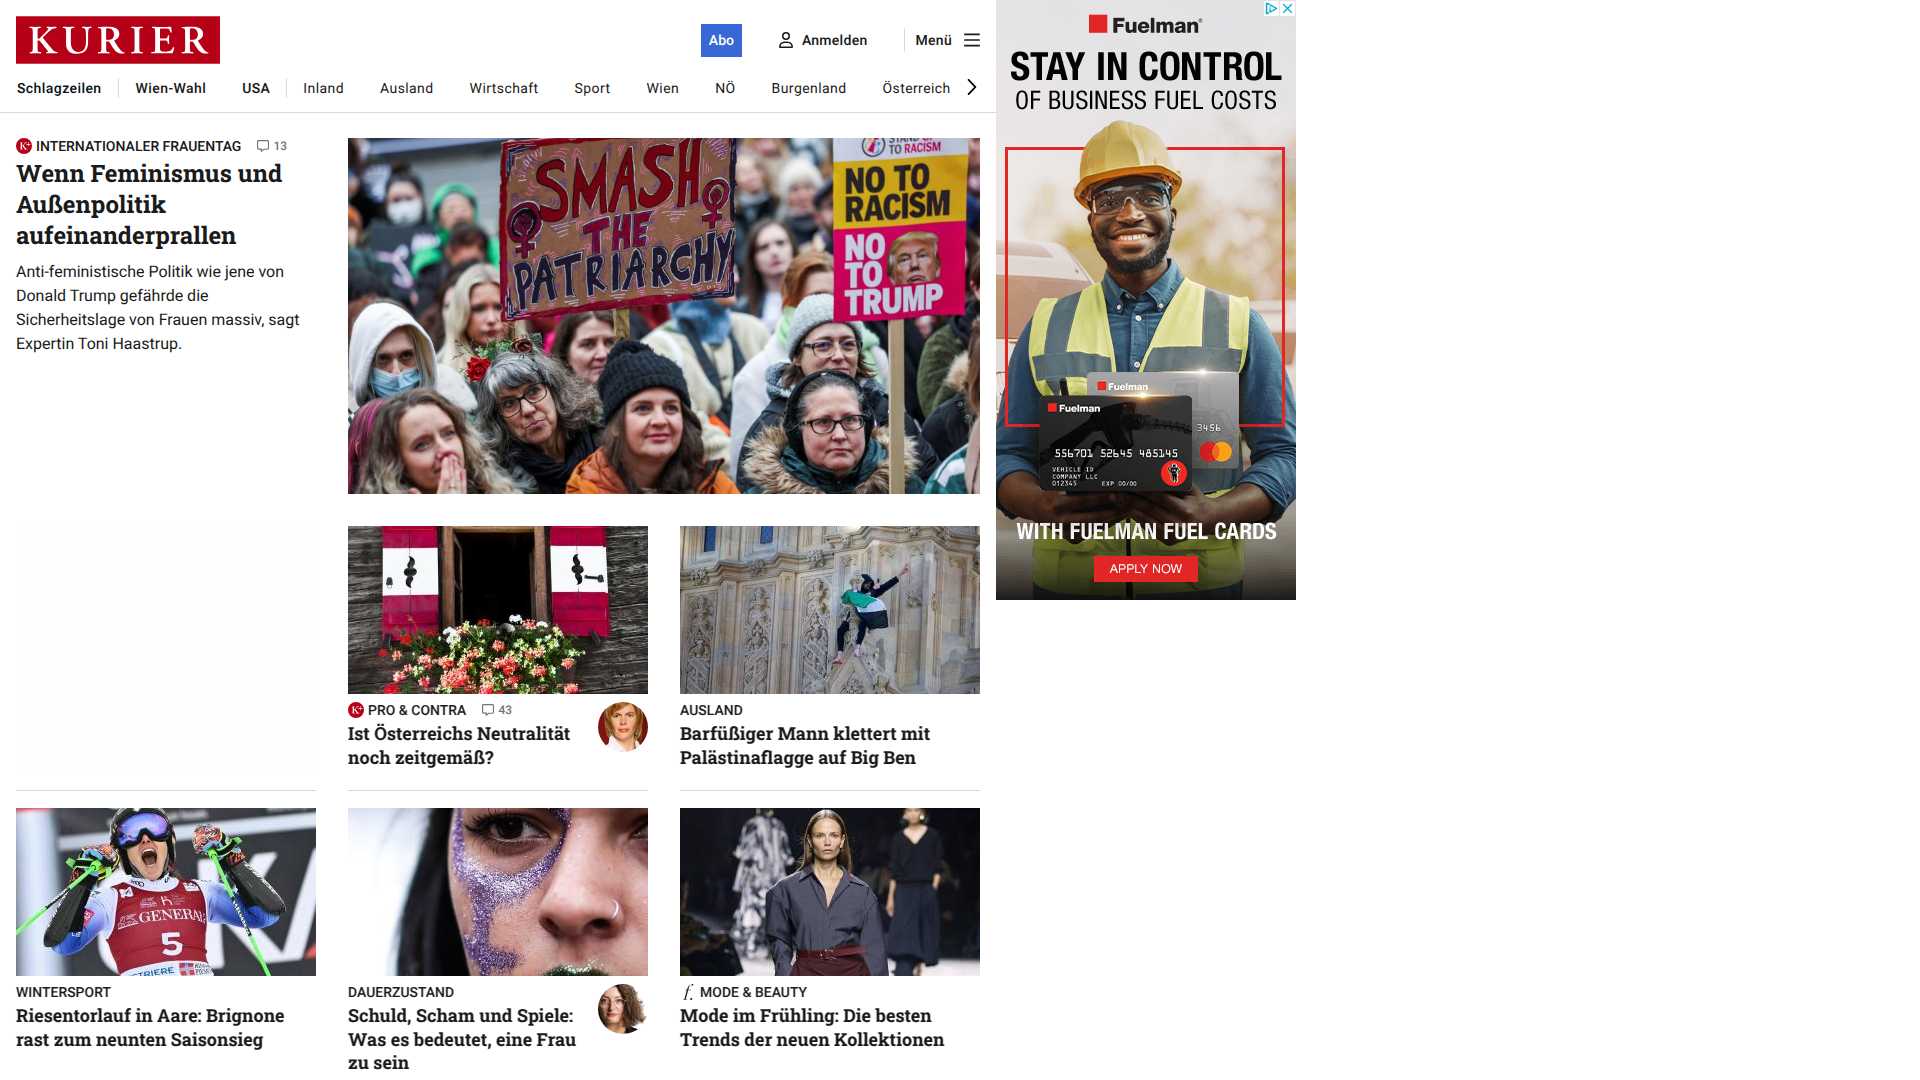 KURIER
Abo
Anmelden
Menü
Schlagzeilen
Wien-Wahl
USA
Inland
Ausland
Wirtschaft
Sport
Wien
NÖ
Burgenland
Österreich
K+ INTERNATIONALER FRAUENTAG 13
Wenn Feminismus und
Außenpolitik
aufeinanderprallen
Anti-feministische Politik wie jene von
Donald Trump gefährde die
Sicherheitslage von Frauen massiv, sagt
Expertin Toni Haastrup.
SMASH
THE
PATRIARCHY
TO RACISM
NO TO
RACISM
NO
TO
TRUMP
K+ PRO & CONTRA 43
Ist Österreichs Neutralität
noch zeitgemäß?
AUSLAND
Barfüßiger Mann klettert mit
Palästinaflagge auf Big Ben
GENERALI
5
WINTERSPORT
Riesentorlauf in Aare: Brignone
rast zum neunten Saisonsieg
DAUERZUSTAND
Schuld, Scham und Spiele:
Was es bedeutet, eine Frau
zu sein
f. MODE & BEAUTY
Mode im Frühling: Die besten
Trends der neuen Kollektionen
Fuelman
STAY IN CONTROL
OF BUSINESS FUEL COSTS
Fuelman
Fuelman
3456
556701 52645 485145
VEHICLE ID
COMPANY LLC
012345 EXP 00/00
WITH FUELMAN FUEL CARDS
APPLY NOW